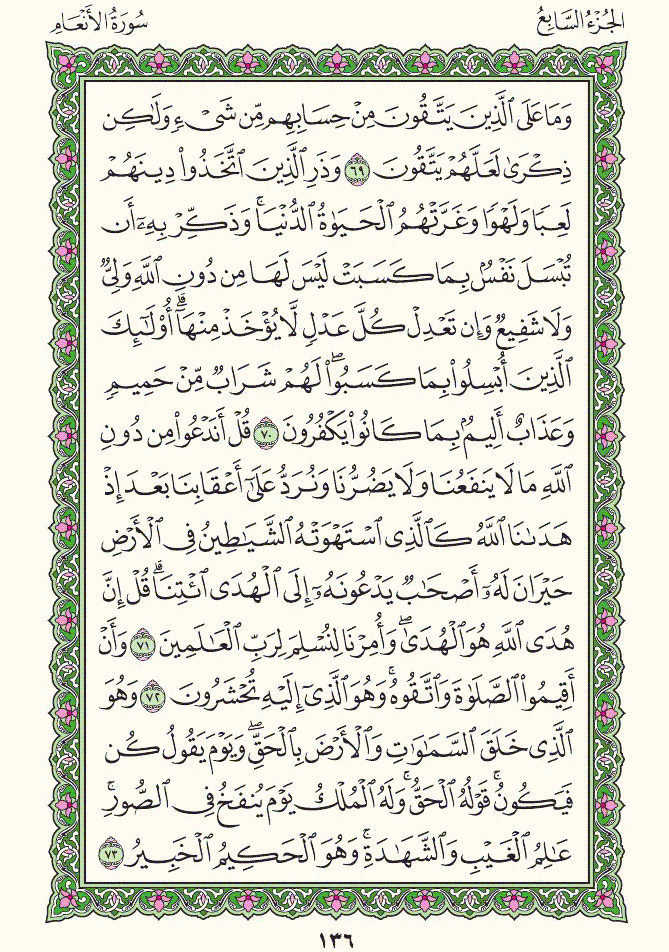 الجُزْءُ السَّابِعُ
سُورَةُ الأَنْعَامِ
وَمَا عَلَى ٱلَّذِينَ يَتَّقُونَ مِنْ حِسَابِهِم مِّن شَىْءٍ وَلَٰكِن
ذِكْرَىٰ لَعَلَّهُمْ يَتَّقُونَ ٦٩ وَذَرِ ٱلَّذِينَ ٱتَّخَذُوا۟ دِينَهُمْ
لَعِبًا وَلَهْوًا وَغَرَّتْهُمُ ٱلْحَيَوٰةُ ٱلدُّنْيَا ۚ وَذَكِّرْ بِهِۦٓ أَن
تُبْسَلَ نَفْسٌۢ بِمَا كَسَبَتْ لَيْسَ لَهَا مِن دُونِ ٱللَّهِ وَلِىٌّ
وَلَا شَفِيعٌ وَإِن تَعْدِلْ كُلَّ عَدْلٍ لَّا يُؤْخَذْ مِنْهَآ ۗ أُو۟لَٰٓئِكَ
ٱلَّذِينَ أُبْسِلُوا۟ بِمَا كَسَبُوا۟ ۖ لَهُمْ شَرَابٌ مِّنْ حَمِيمٍ
وَعَذَابٌ أَلِيمٌۢ بِمَا كَانُوا۟ يَكْفُرُونَ ٧٠ قُلْ أَنَدْعُوا۟ مِن دُونِ
ٱللَّهِ مَا لَا يَنفَعُنَا وَلَا يَضُرُّنَا وَنُرَدُّ عَلَىٰٓ أَعْقَابِنَا بَعْدَ إِذْ
هَدَىٰنَا ٱللَّهُ كَٱلَّذِى ٱسْتَهْوَتْهُ ٱلشَّيَٰطِينُ فِى ٱلْأَرْضِ
حَيْرَانَ لَهُۥٓ أَصْحَٰبٌ يَدْعُونَهُۥٓ إِلَى ٱلْهُدَى ٱئْتِنَا ۗ قُلْ إِنَّ
هُدَى ٱللَّهِ هُوَ ٱلْهُدَىٰ ۖ وَأُمِرْنَا لِنُسْلِمَ لِرَبِّ ٱلْعَٰلَمِينَ ٧١ وَأَنْ
أَقِيمُوا۟ ٱلصَّلَوٰةَ وَٱتَّقُوهُ ۚ وَهُوَ ٱلَّذِىٓ إِلَيْهِ تُحْشَرُونَ ٧٢ وَهُوَ
ٱلَّذِى خَلَقَ ٱلسَّمَٰوَٰتِ وَٱلْأَرْضَ بِٱلْحَقِّ ۖ وَيَوْمَ يَقُولُ كُن
فَيَكُونُ ۚ قَوْلُهُ ٱلْحَقُّ ۚ وَلَهُ ٱلْمُلْكُ يَوْمَ يُنفَخُ فِى ٱلصُّورِ ۚ
عَٰلِمُ ٱلْغَيْبِ وَٱلشَّهَٰدَةِ ۚ وَهُوَ ٱلْحَكِيمُ ٱلْخَبِيرُ ٧٣
١٣٦